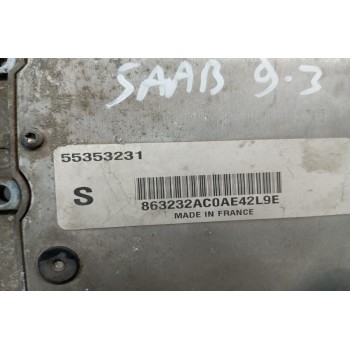 SAAB 9.3
55353231
S
863232AC0AE42L9E
MADE IN FRANCE